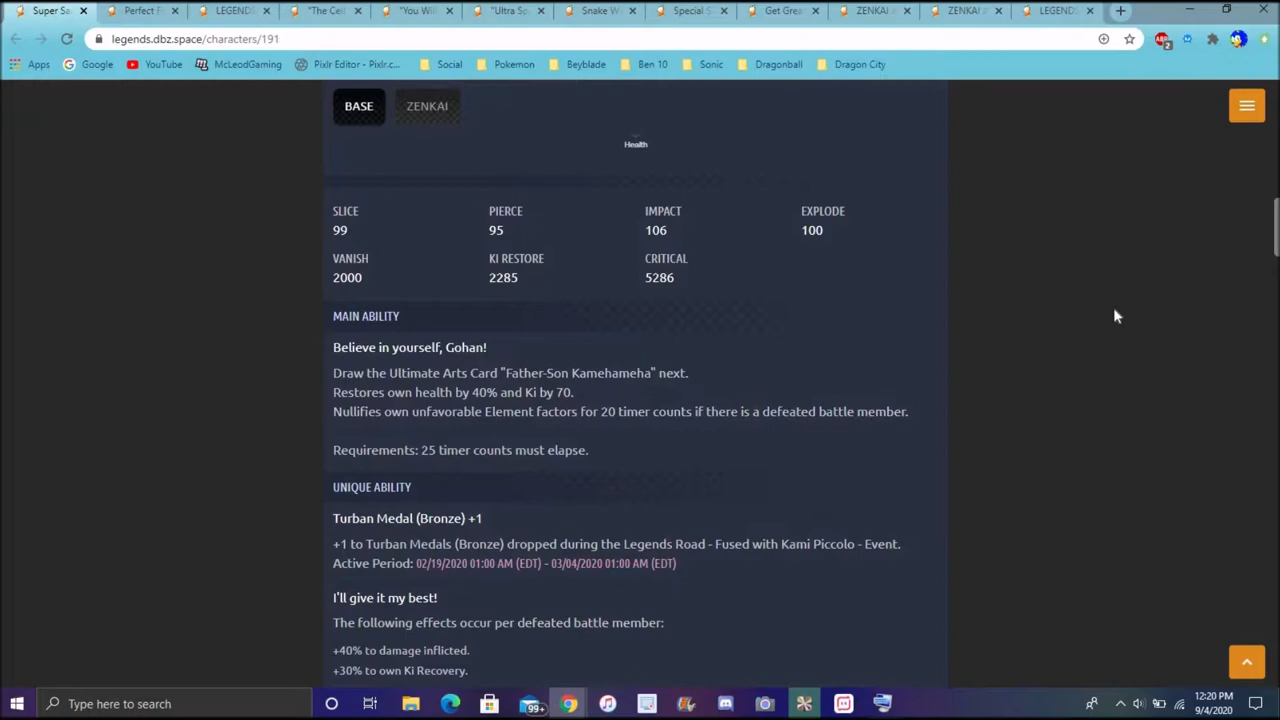 Super Sa
Perfect F
LEGENDS
"The Cell
"You Will
"Ultra Sp
Snake W
Special S
Get Grea
ZENKAI A
ZENKAI A
LEGENDS
legends.dbz.space/characters/191
2
Apps
Google
YouTube
McLeodGaming
Pixlr Editor - Pixlr.c...
Social
Pokemon
Beyblade
Ben 10
Sonic
Dragonball
Dragon City
BASE
ZENKAI
Health
SLICE
PIERCE
IMPACT
EXPLODE
99
95
106
100
VANISH
KI RESTORE
CRITICAL
2000
2285
5286
MAIN ABILITY
Believe in yourself, Gohan!
Draw the Ultimate Arts Card "Father-Son Kamehameha" next.
Restores own health by 40% and Ki by 70.
Nullifies own unfavorable Element factors for 20 timer counts if there is a defeated battle member.
Requirements: 25 timer counts must elapse.
UNIQUE ABILITY
Turban Medal (Bronze) +1
+1 to Turban Medals (Bronze) dropped during the Legends Road - Fused with Kami Piccolo - Event.
Active Period: 02/19/2020 01:00 AM (EDT) - 03/04/2020 01:00 AM (EDT)
I'll give it my best!
The following effects occur per defeated battle member:
+40% to damage inflicted.
+30% to own Ki Recovery.
Type here to search
99+
12:20 PM
9/4/2020